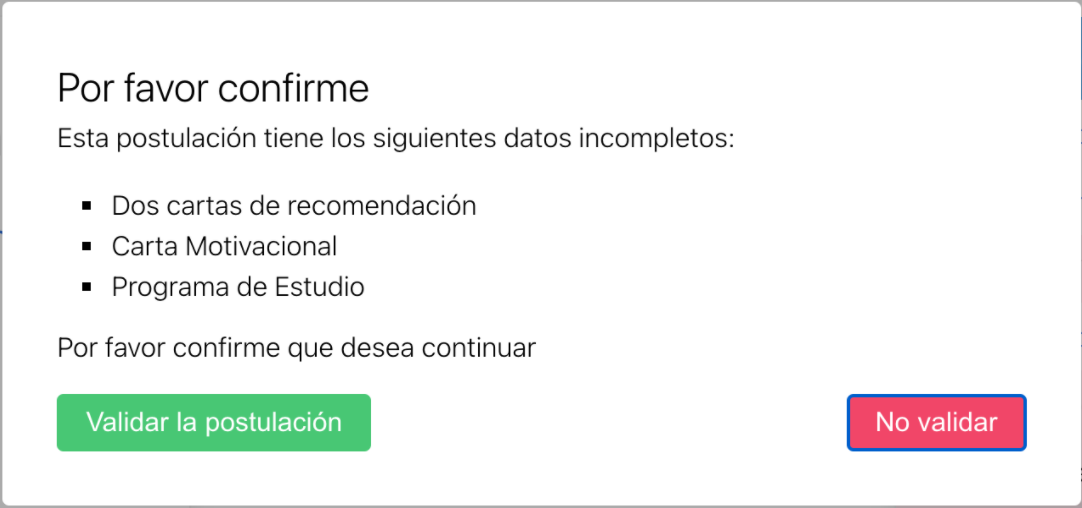 Por favor confirme
Esta postulación tiene los siguientes datos incompletos:
Dos cartas de recomendación
Carta Motivacional
Programa de Estudio
Por favor confirme que desea continuar
Validar la postulación
No validar